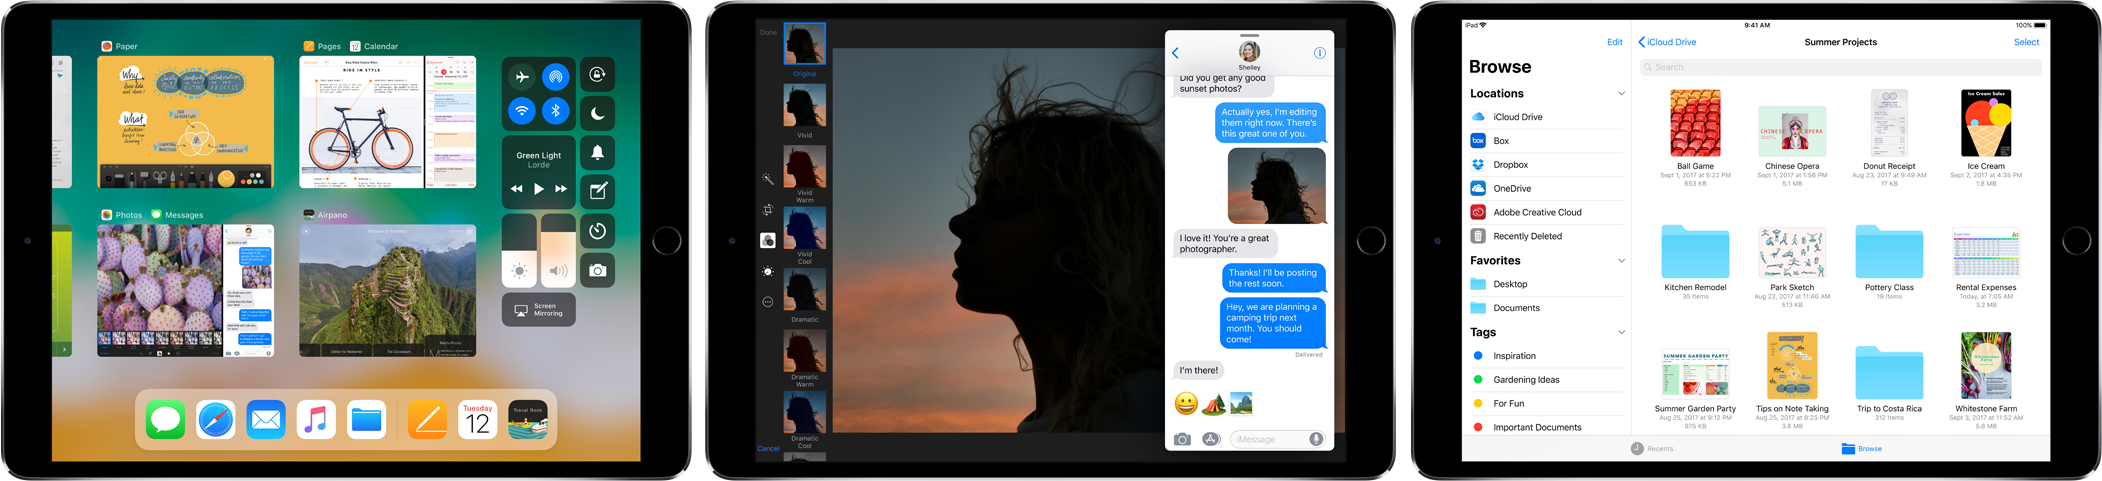 Paper
Pages
Calendar
Why
What
RIDE IN STYLE
Green Light
Lorde
Photos
Messages
Airpano
Screen
Mirroring
Tuesday
12
Travel Book
Done
Original
Vivid
Vivid
Warm
Vivid
Cool
Dramatic
Dramatic
Warm
Dramatic
Cool
Cancel
Shelley
Did you get any good
sunset photos?
Actually yes, I'm editing
them right now. There's
this great one of you.
I love it! You're a great
photographer.
Thanks! I'll be posting
the rest soon.
Hey, we are planning a
camping trip next
month. You should
come!
Delivered
I'm there!
iMessage
iPad
9:41 AM
100%
Edit
Browse
Locations
iCloud Drive
Box
Dropbox
OneDrive
Adobe Creative Cloud
Recently Deleted
Favorites
Desktop
Documents
Tags
Inspiration
Gardening Ideas
For Fun
Important Documents
iCloud Drive
Summer Projects
Select
Search
Ice Cream Sales
CHINESE OPERA
Ball Game
Sept 1, 2017 at 5:22 PM
653 KB
Chinese Opera
Sept 1, 2017 at 1:56 PM
5.1 MB
Donut Receipt
Aug 23, 2017 at 9:49 AM
17 KB
Ice Cream
Sept 2, 2017 at 4:35 PM
1.8 MB
Expenses
Kitchen Remodel
35 Items
Park Sketch
Aug 22, 2017 at 11:46 AM
513 KB
Pottery Class
19 Items
Rental Expenses
Today, at 7:05 AM
3.2 MB
SUMMER GARDEN PARTY
Summer Garden Party
Aug 25, 2017 at 9:12 PM
975 KB
Tips on Note Taking
Aug 25, 2017 at 9:12 PM
3.8 MB
Trip to Costa Rica
312 Items
Whitestone Farm
Sept 3, 2017 at 11:52 AM
5.8 MB
Recents
Browse